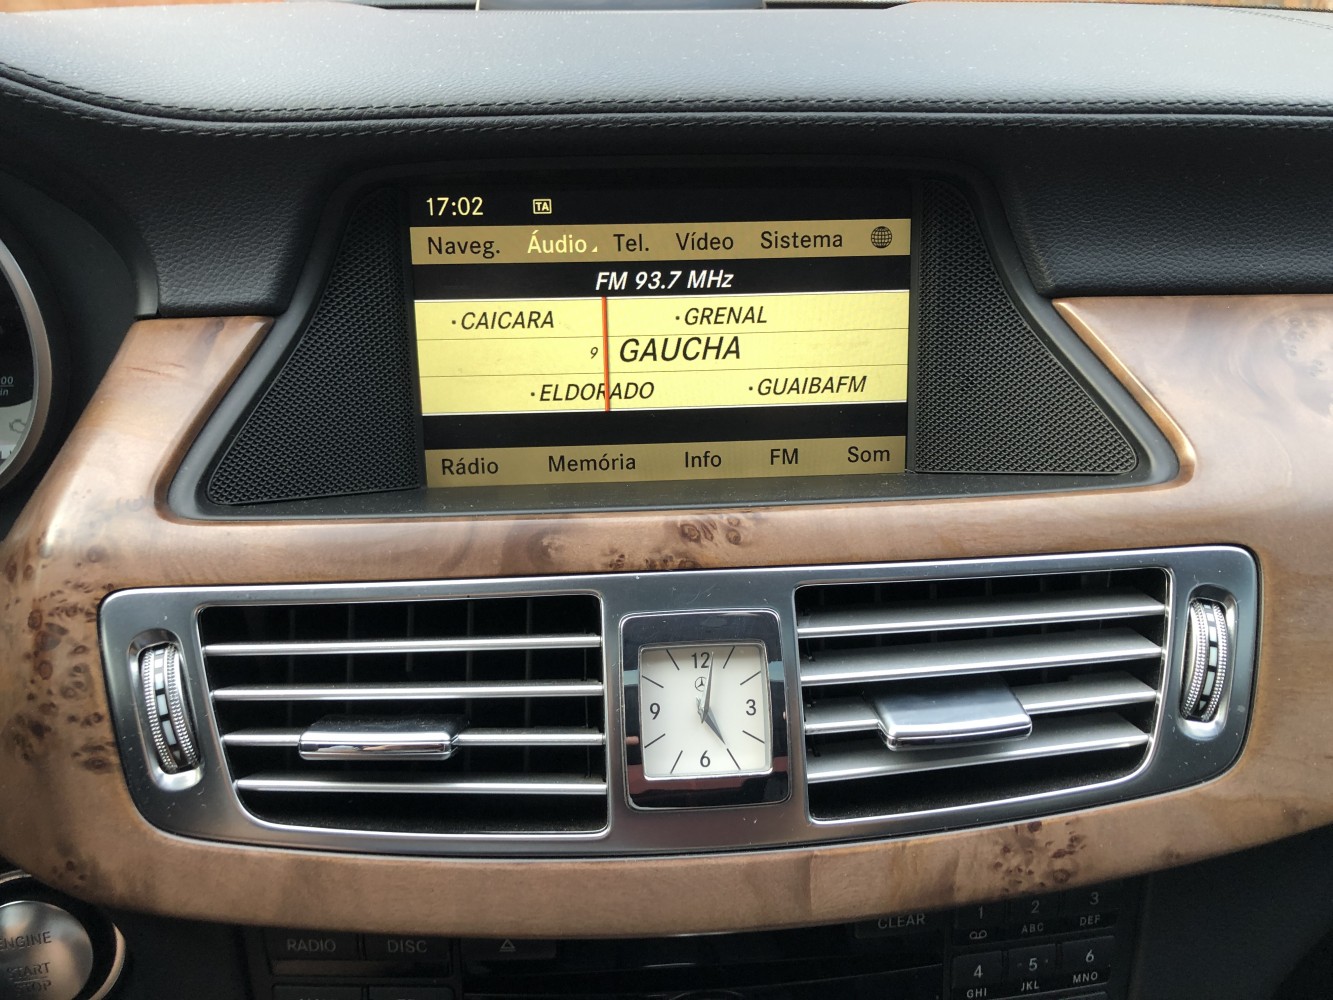 17:02 TA
Naveg. Áudio Tel. Vídeo Sistema
FM 93.7 MHz
·CAICARA ·GRENAL
9 GAUCHA
·ELDORADO ·GUAIBAFM
Rádio Memória Info FM Som
12
9 3
6
ENGINE
START
STOP
RADIO DISC CLEAR
1 2 3
ABC DEF
4 5 6
GHI JKL MNO